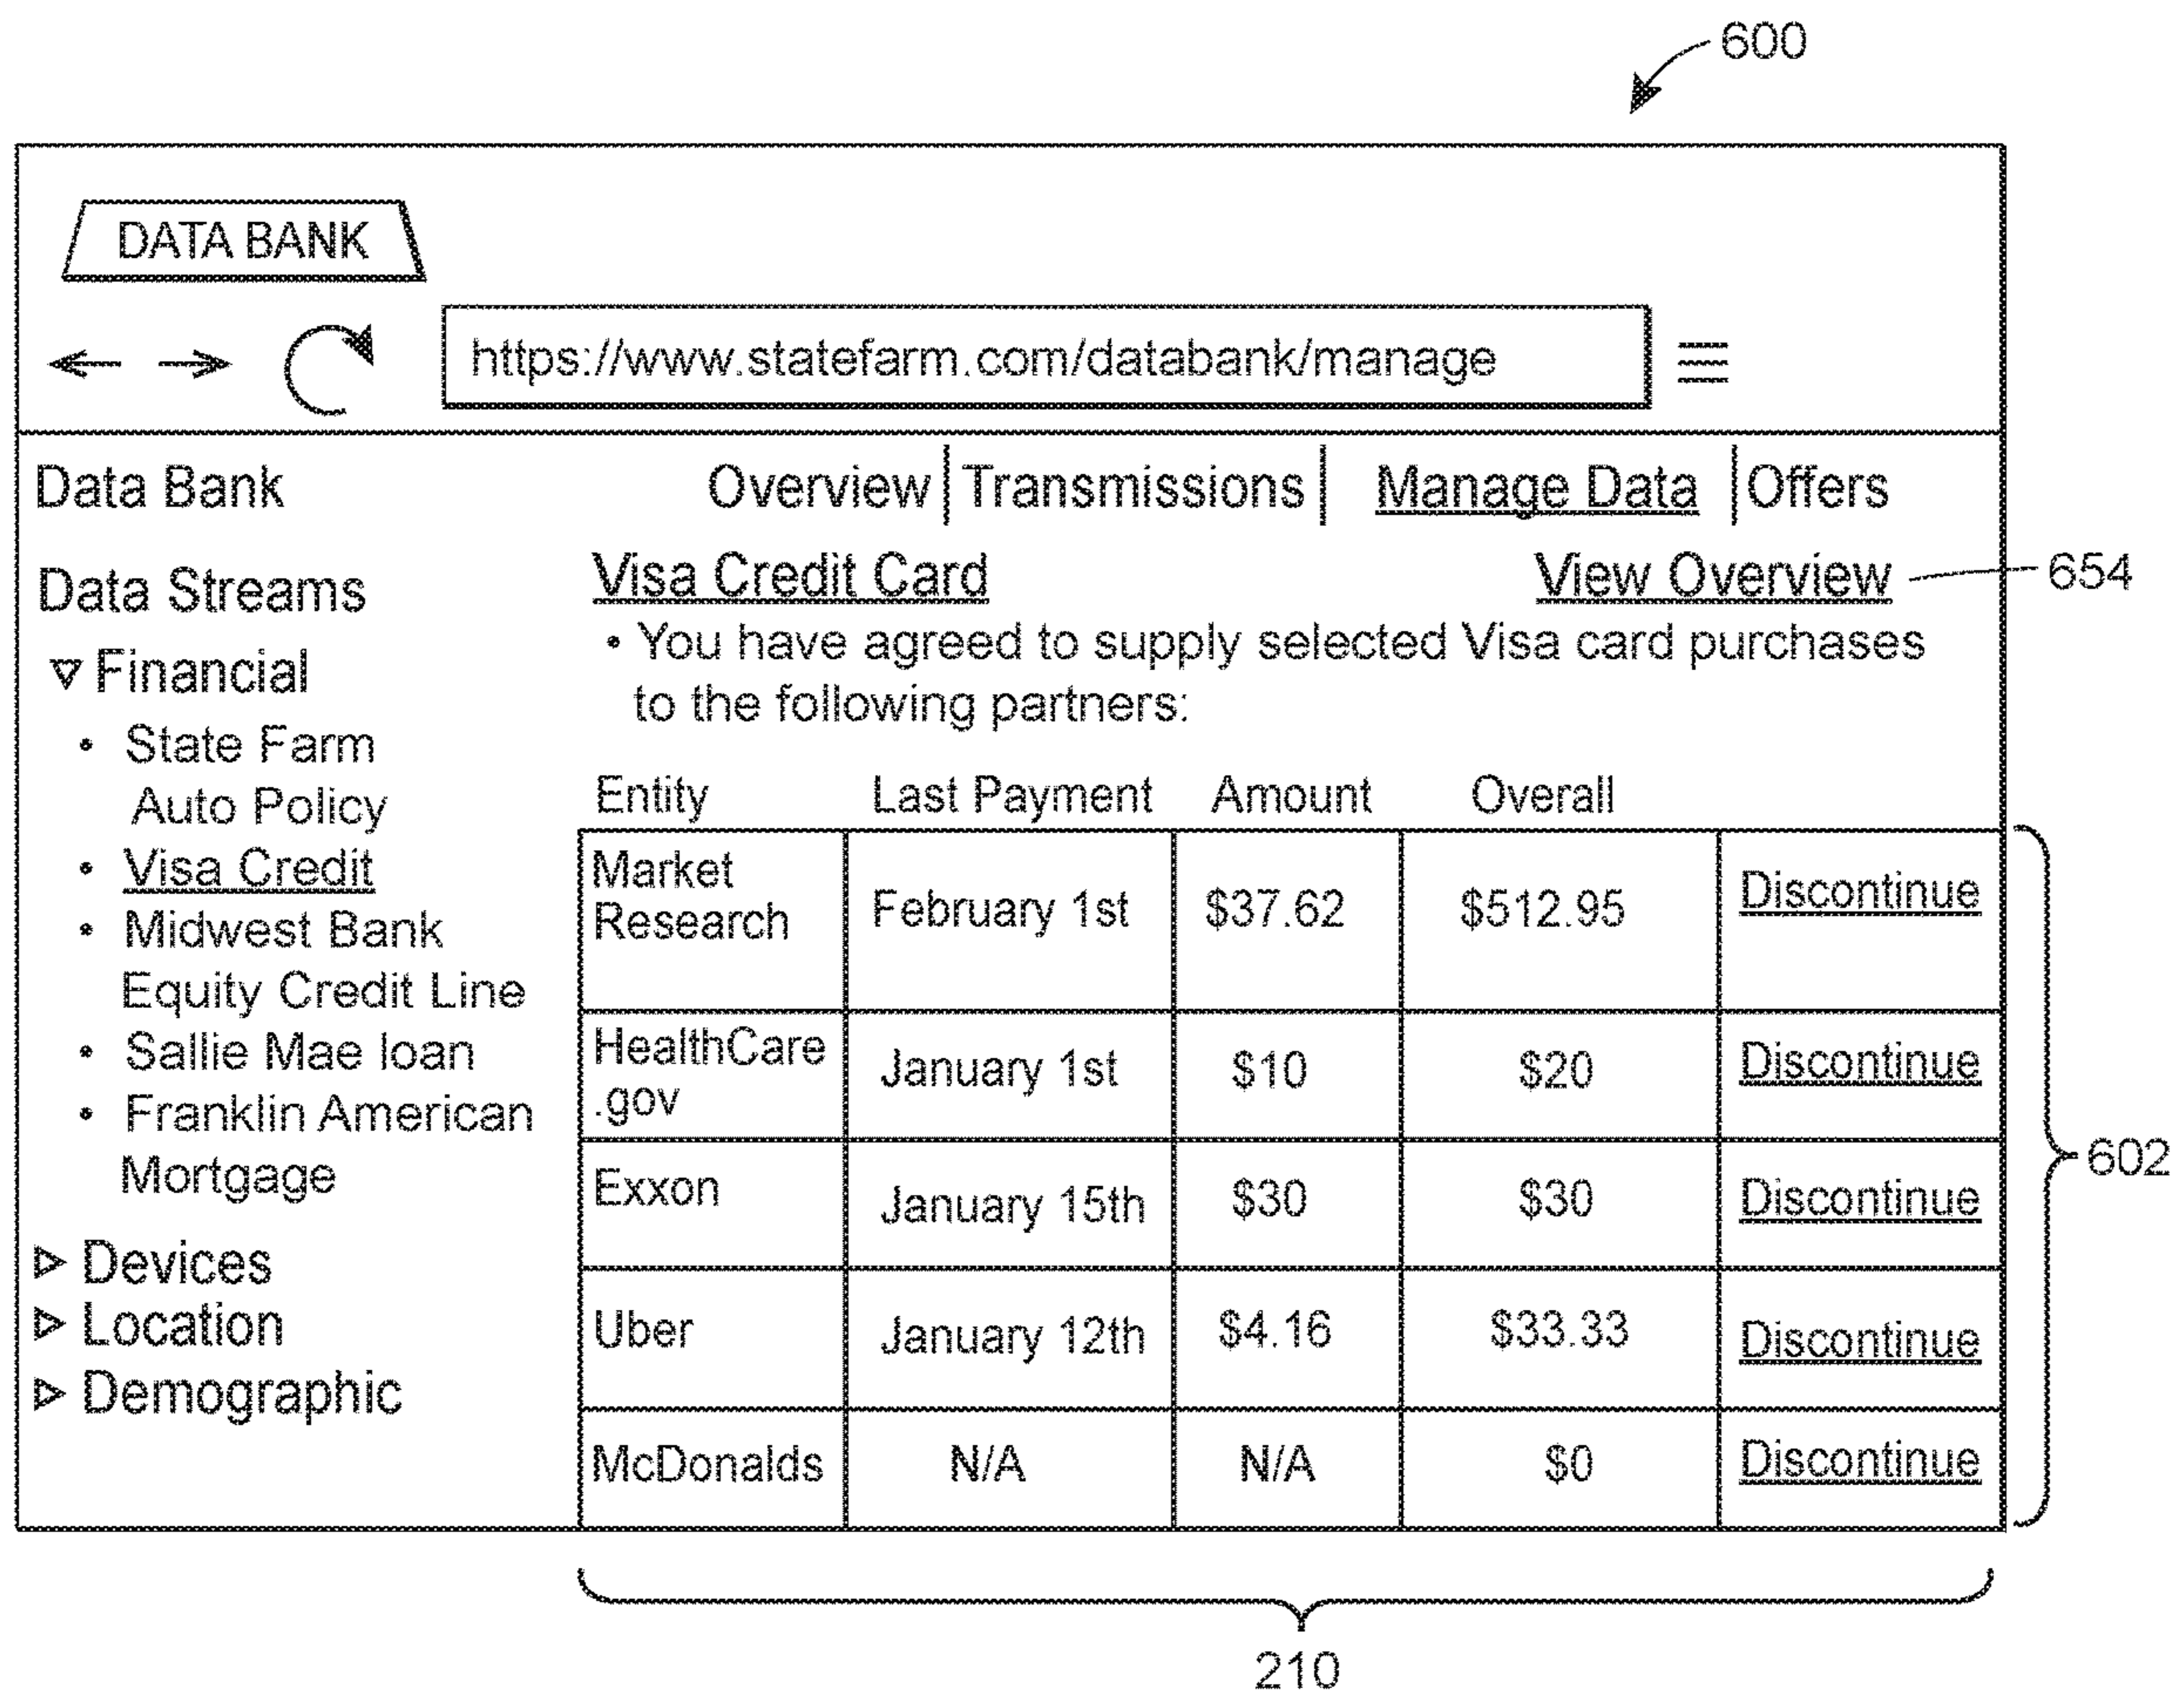 600
DATA BANK
https://www.statefarm.com/databank/manage
Data Bank
Overview Transmissions Manage Data Offers
Data Streams
Financial
• State Farm
Auto Policy
• Visa Credit
• Midwest Bank
Equity Credit Line
• Sallie Mae loan
• Franklin American
Mortgage
Devices
Location
Demographic
Visa Credit Card
View Overview
654
• You have agreed to supply selected Visa card purchases
to the following partners:
Entity Last Payment Amount Overall
Market
Research
February 1st $37.62 $512.95 Discontinue
HealthCare
.gov
January 1st $10 $20 Discontinue
Exxon January 15th $30 $30 Discontinue
Uber January 12th $4.16 $33.33 Discontinue
McDonalds N/A N/A $0 Discontinue
602
210